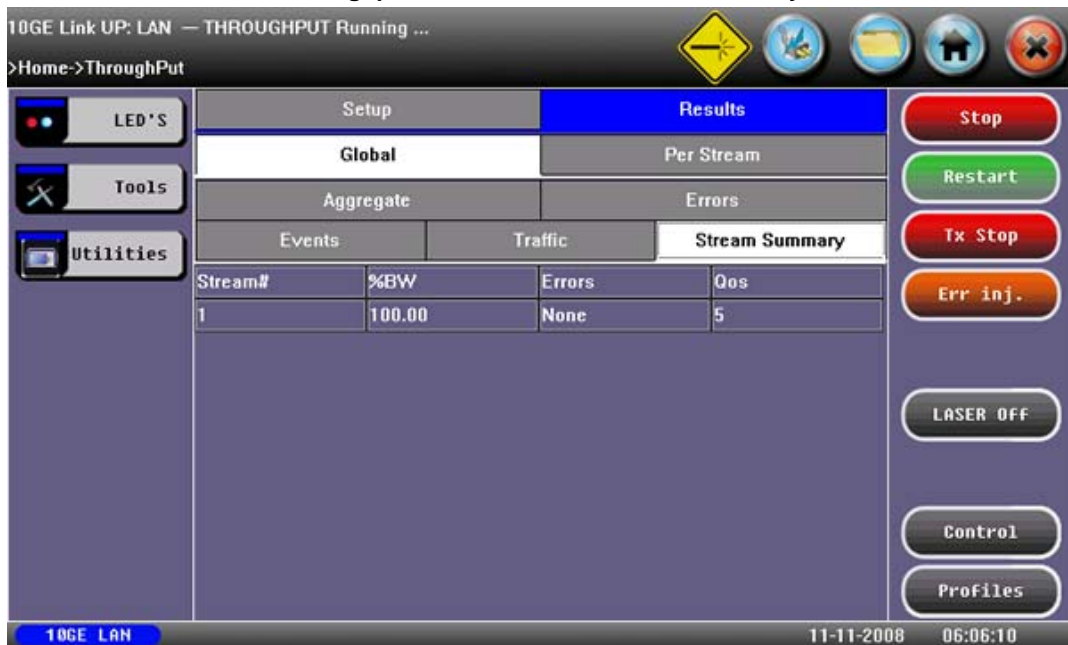 10GE Link UP: LAN — THROUGHPUT Running ...
>Home->ThroughPut
LED'S
Tools
Utilities
Setup Results
Global Per Stream
Aggregate Errors
Events Traffic Stream Summary
Stream# %BW Errors Qos
1 100.00 None 5
Stop
Restart
Tx Stop
Err inj.
LASER OFF
Control
Profiles
10GE LAN 11-11-2008 06:06:10